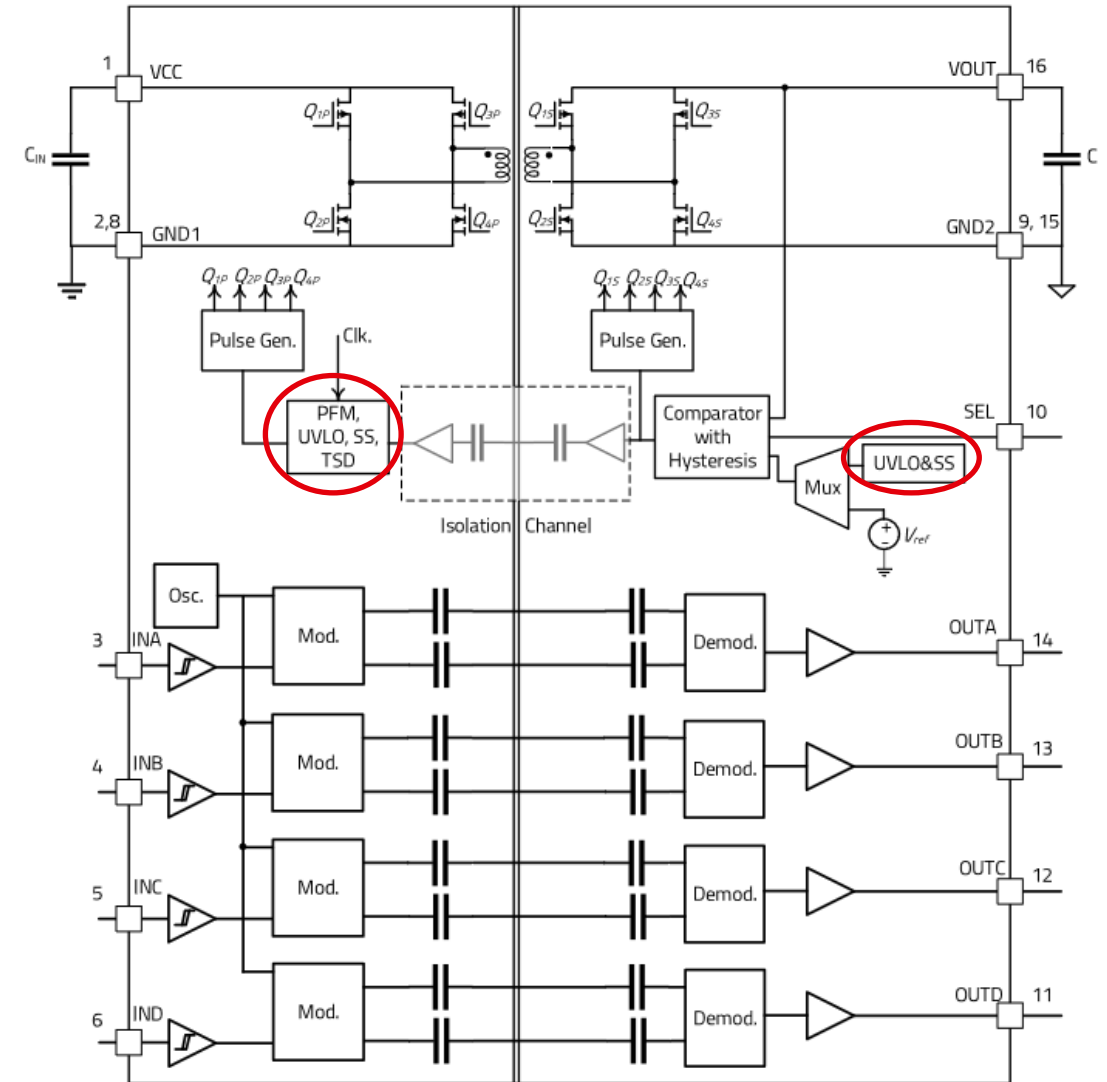 1
VCC
VOUT
16
Q1P
Q3P
Q1S
Q3S
CIN
C
2,8
GND1
Q2P
Q4P
Q2S
Q4S
GND2
9, 15
Q1P Q2P Q3P Q4P
Q1S Q2S Q3S Q4S
Pulse Gen.
Clk.
Pulse Gen.
PFM,
UVLO, SS,
TSD
Comparator
with
Hysteresis
SEL
10
UVLO&SS
Mux
Isolation Channel
+
-
Vref
Osc.
3
INA
Mod.
Demod.
OUTA
14
4
INB
Mod.
Demod.
OUTB
13
5
INC
Mod.
Demod.
OUTC
12
6
IND
Mod.
Demod.
OUTD
11